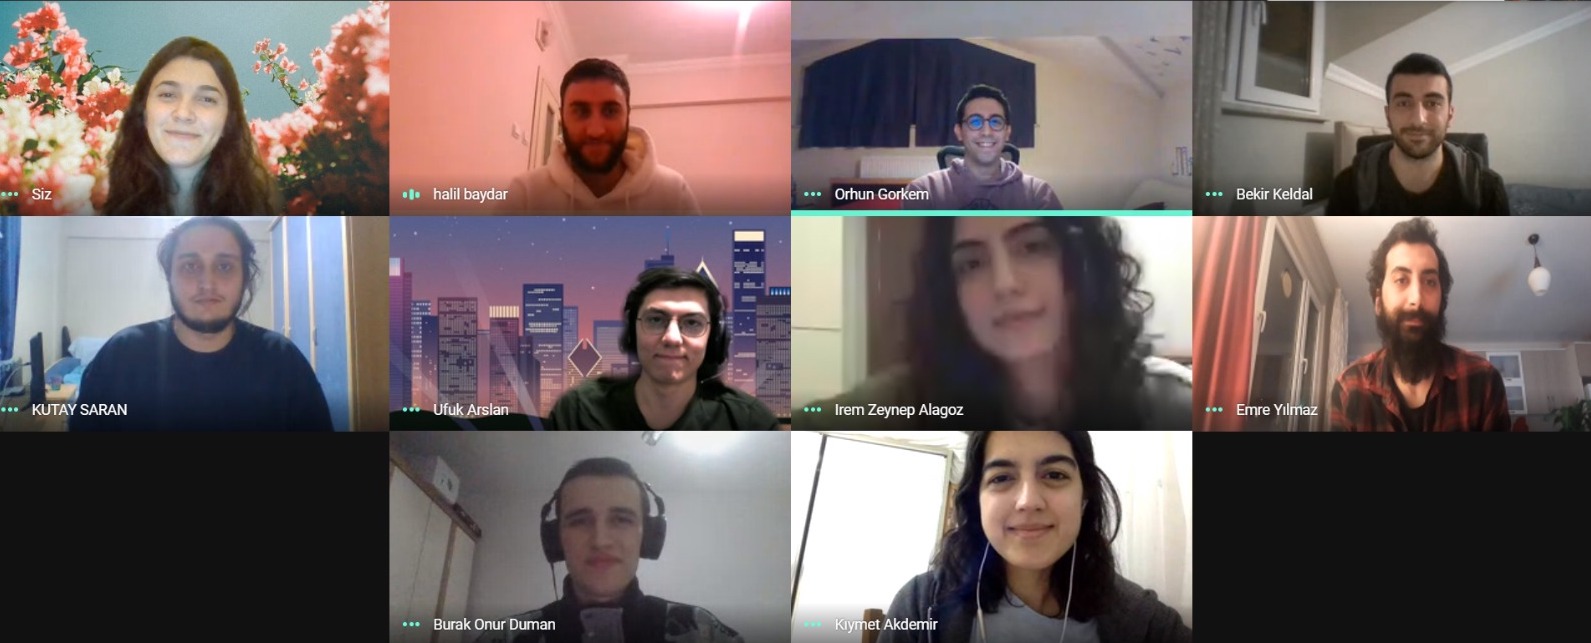 Siz
halil baydar
Orhun Gorkem
Bekir Keldal
KUTAY SARAN
Ufuk Arslan
Irem Zeynep Alagoz
Emre Yılmaz
Burak Onur Duman
Kıymet Akdemir